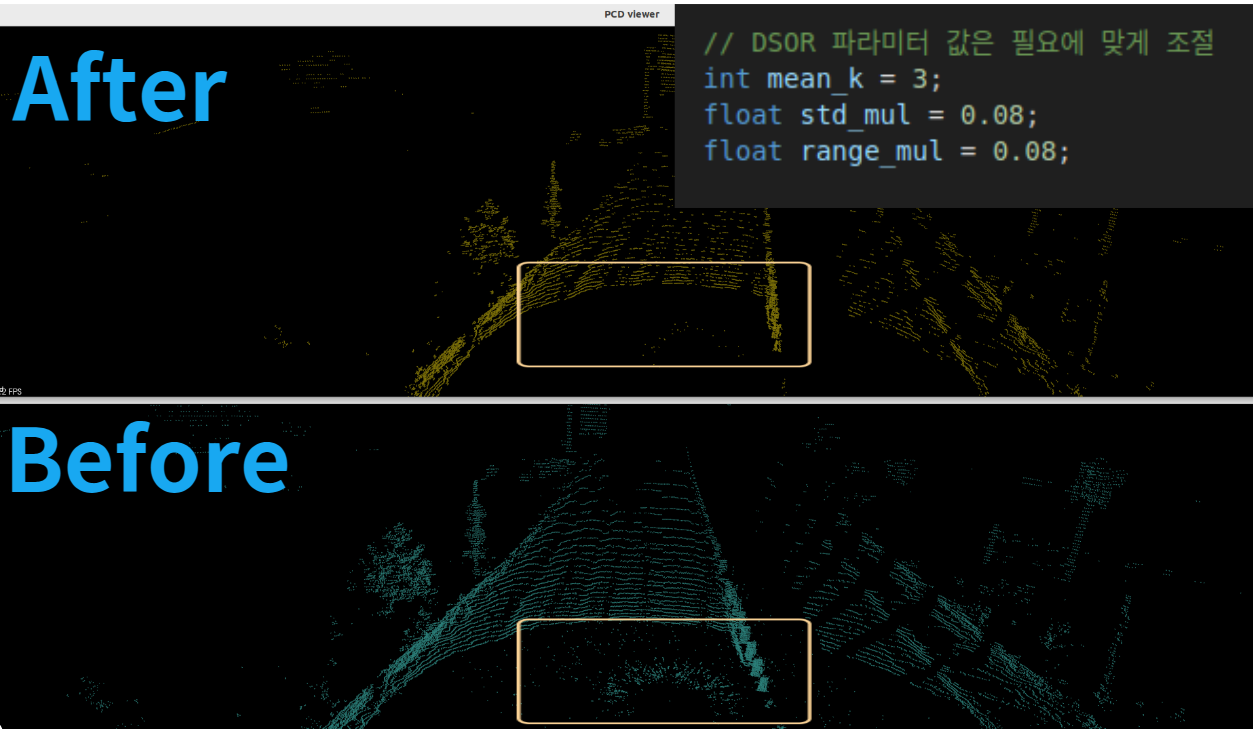 PCD viewer
After
// DSOR 파라미터 값은 필요에 맞게 조절
int mean_k = 3;
float std_mul = 0.08;
float range_mul = 0.08;
FPS
Before